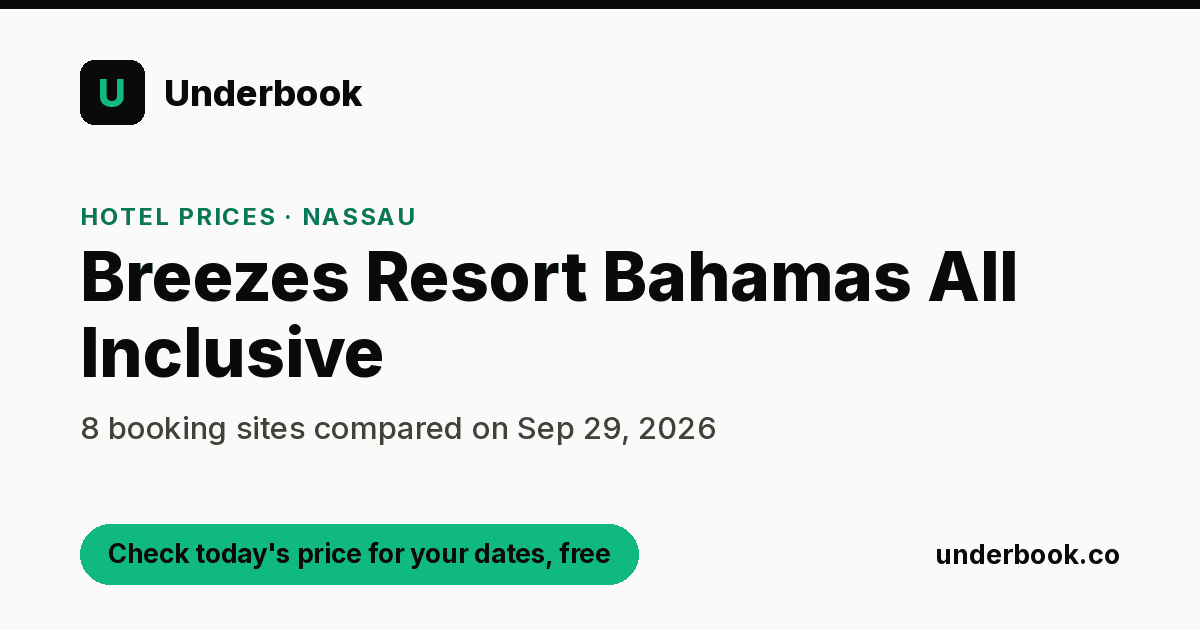 U
Underbook
HOTEL PRICES · NASSAU
Breezes Resort Bahamas All
Inclusive
8 booking sites compared on Sep 29, 2026
Check today's price for your dates, free
underbook.co